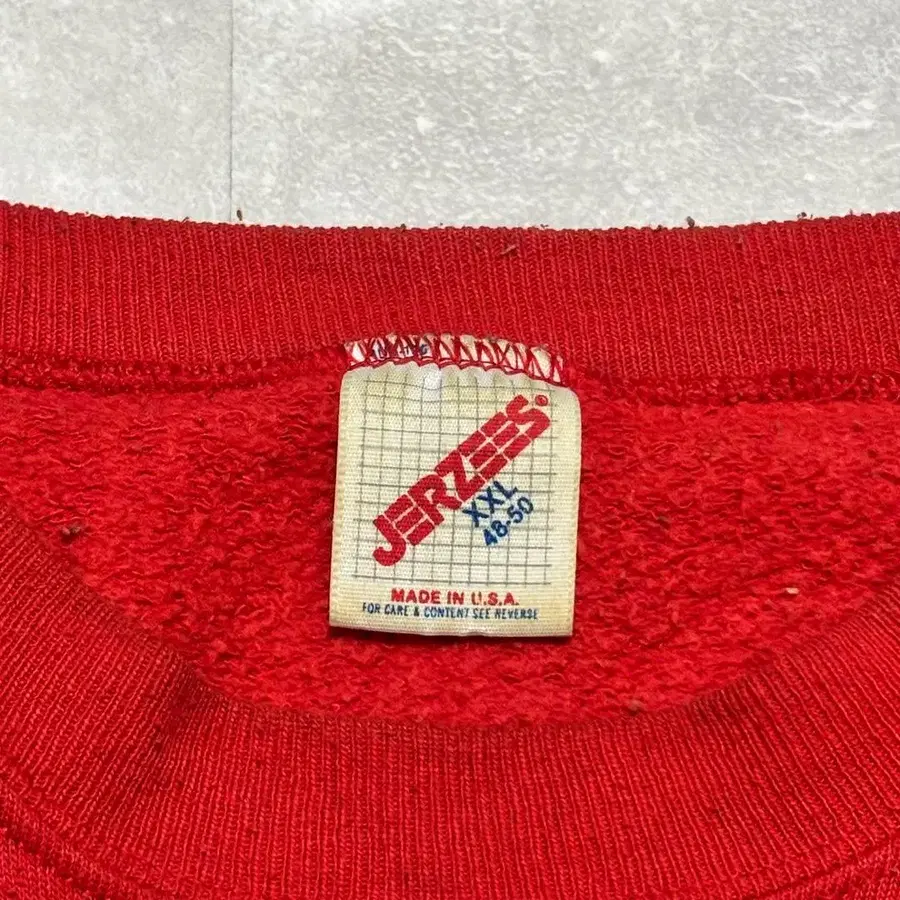 JERZEES®
XXL
48-50
MADE IN U.S.A.
FOR CARE & CONTENT SEE REVERSE